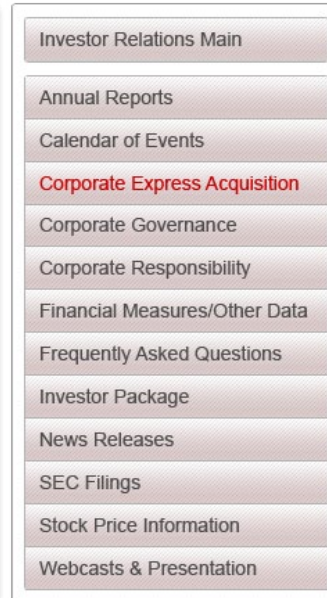 Investor Relations Main
Annual Reports
Calendar of Events
Corporate Express Acquisition
Corporate Governance
Corporate Responsibility
Financial Measures/Other Data
Frequently Asked Questions
Investor Package
News Releases
SEC Filings
Stock Price Information
Webcasts & Presentation